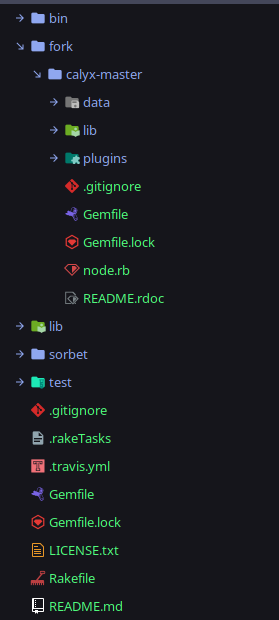 bin
fork
calyx-master
data
lib
plugins
.gitignore
Gemfile
Gemfile.lock
node.rb
README.rdoc
lib
sorbet
test
.gitignore
.rakeTasks
.travis.yml
Gemfile
Gemfile.lock
LICENSE.txt
Rakefile
README.md